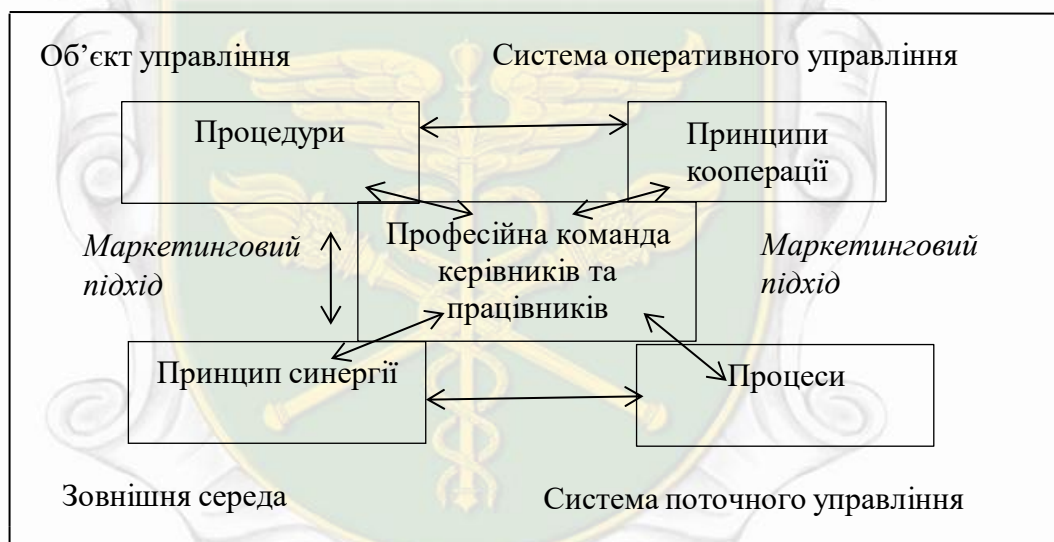 Об’єкт управління
Система оперативного управління
Процедури
Принципи
кооперації
Маркетинговий
підхід
Професійна команда
керівників та
працівників
Маркетинговий
підхід
Принцип синергії
Процеси
Зовнішня середа
Система поточного управління